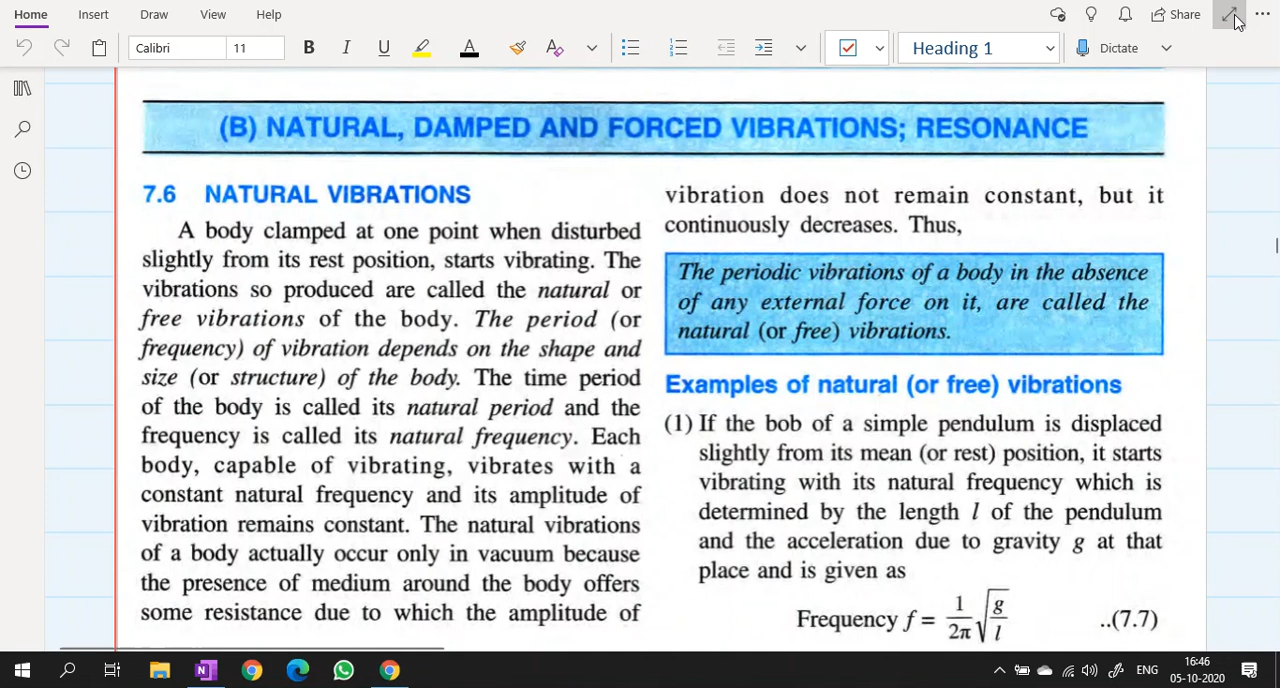 Home Insert Draw View Help Share
Calibri 11 B I U A A Heading 1 Dictate
(B) NATURAL, DAMPED AND FORCED VIBRATIONS; RESONANCE
7.6 NATURAL VIBRATIONS
A body clamped at one point when disturbed
slightly from its rest position, starts vibrating. The
vibrations so produced are called the natural or
free vibrations of the body. The period (or
frequency) of vibration depends on the shape and
size (or structure) of the body. The time period
of the body is called its natural period and the
frequency is called its natural frequency. Each
body, capable of vibrating, vibrates with a
constant natural frequency and its amplitude of
vibration remains constant. The natural vibrations
of a body actually occur only in vacuum because
the presence of medium around the body offers
some resistance due to which the amplitude of
vibration does not remain constant, but it
continuously decreases. Thus,
The periodic vibrations of a body in the absence
of any external force on it, are called the
natural (or free) vibrations.
Examples of natural (or free) vibrations
(1) If the bob of a simple pendulum is displaced
slightly from its mean (or rest) position, it starts
vibrating with its natural frequency which is
determined by the length l of the pendulum
and the acceleration due to gravity g at that
place and is given as
Frequency f = 1/2π √g/l ..(7.7)
ENG
16:46
05-10-2020